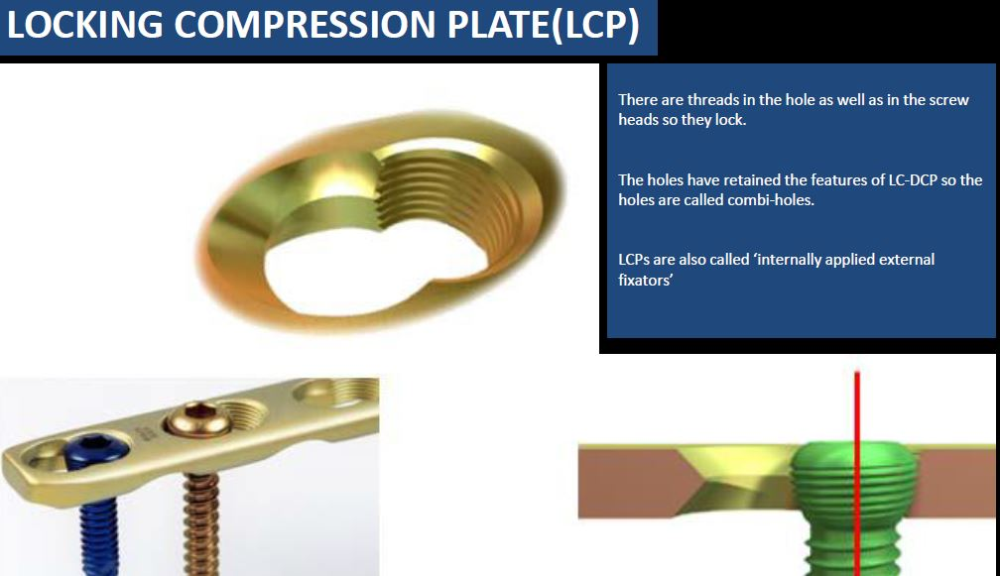 LOCKING COMPRESSION PLATE(LCP)
There are threads in the hole as well as in the screw
heads so they lock.
The holes have retained the features of LC-DCP so the
holes are called combi-holes.
LCPs are also called ‘internally applied external
fixators’